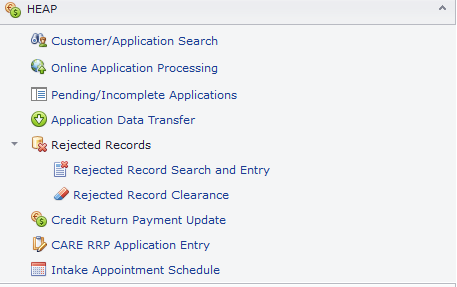 HEAP
Customer/Application Search
Online Application Processing
Pending/Incomplete Applications
Application Data Transfer
Rejected Records
Rejected Record Search and Entry
Rejected Record Clearance
Credit Return Payment Update
CARE RRP Application Entry
Intake Appointment Schedule